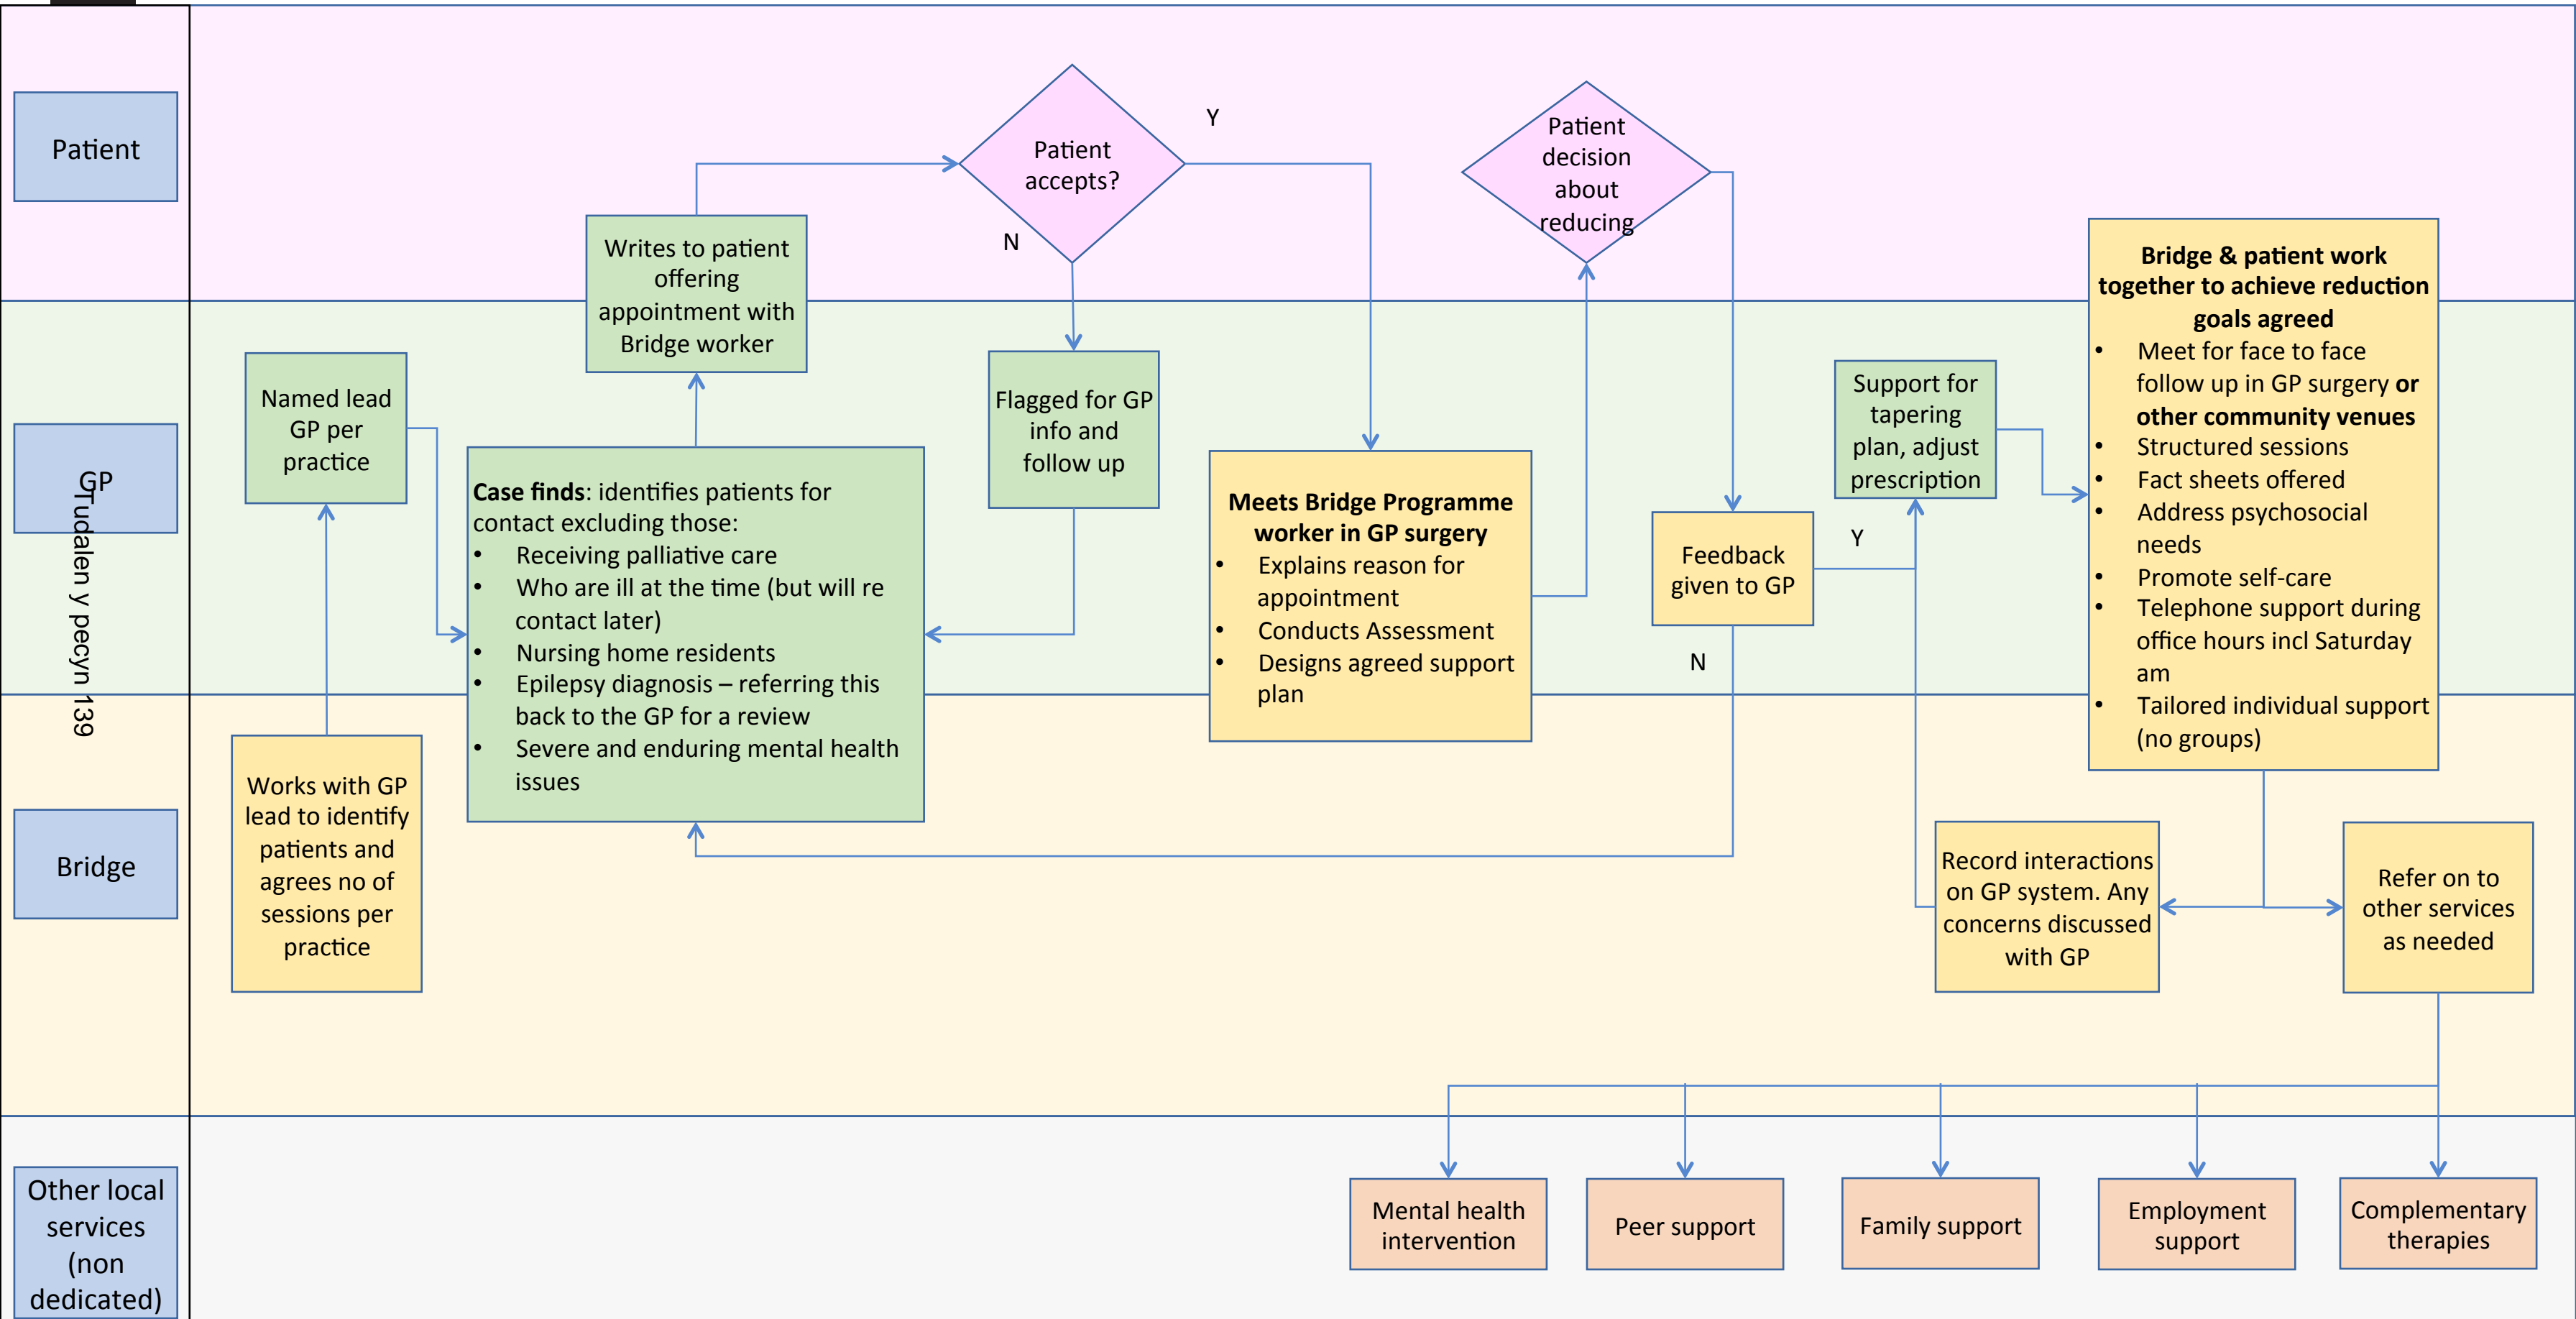 Patient
GP
Tudalen y pecyn 139
Bridge
Other local
services
(non
dedicated)
Works with GP
lead to identify
patients and
agrees no of
sessions per
practice
Named lead
GP per
practice
Case finds: identifies patients for
contact excluding those:
• Receiving palliative care
• Who are ill at the time (but will re
contact later)
• Nursing home residents
• Epilepsy diagnosis – referring this
back to the GP for a review
• Severe and enduring mental health
issues
Writes to patient
offering
appointment with
Bridge worker
Patient
accepts?
Y
N
Flagged for GP
info and
follow up
Meets Bridge Programme
worker in GP surgery
• Explains reason for
appointment
• Conducts Assessment
• Designs agreed support
plan
Patient
decision
about
reducing
Feedback
given to GP
Y
N
Support for
tapering
plan, adjust
prescription
Bridge & patient work
together to achieve reduction
goals agreed
• Meet for face to face
follow up in GP surgery or
other community venues
• Structured sessions
• Fact sheets offered
• Address psychosocial
needs
• Promote self-care
• Telephone support during
office hours incl Saturday
am
• Tailored individual support
(no groups)
Record interactions
on GP system. Any
concerns discussed
with GP
Refer on to
other services
as needed
Mental health
intervention
Peer support
Family support
Employment
support
Complementary
therapies